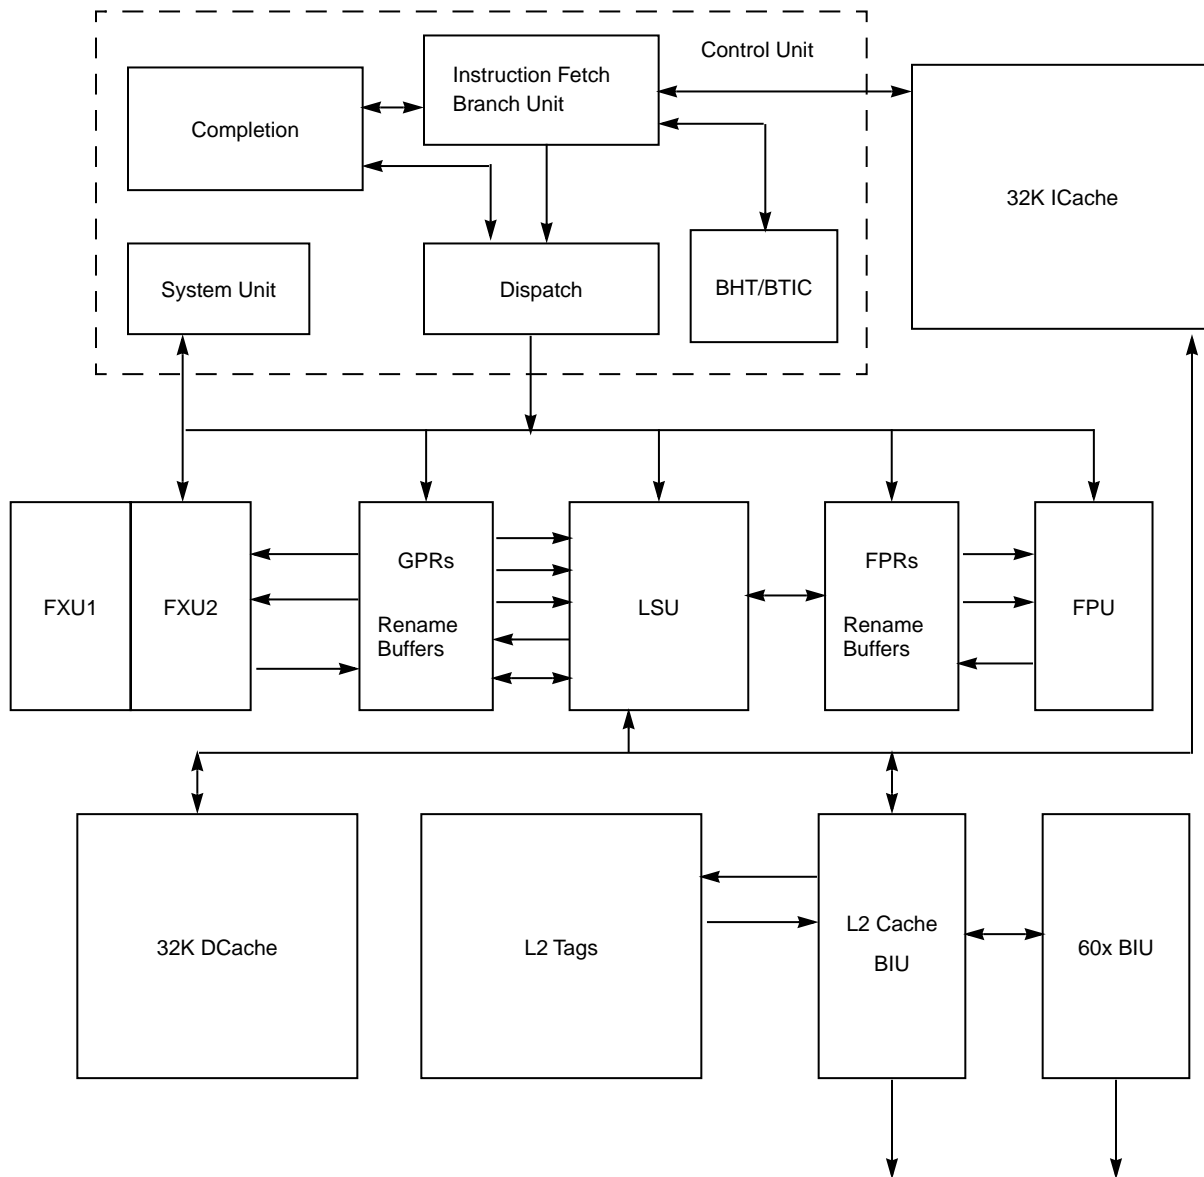 Control Unit
Instruction Fetch
Branch Unit
Completion
32K ICache
System Unit
Dispatch
BHT/BTIC
FXU1
FXU2
GPRs
Rename
Buffers
LSU
FPRs
Rename
Buffers
FPU
32K DCache
L2 Tags
L2 Cache
BIU
60x BIU